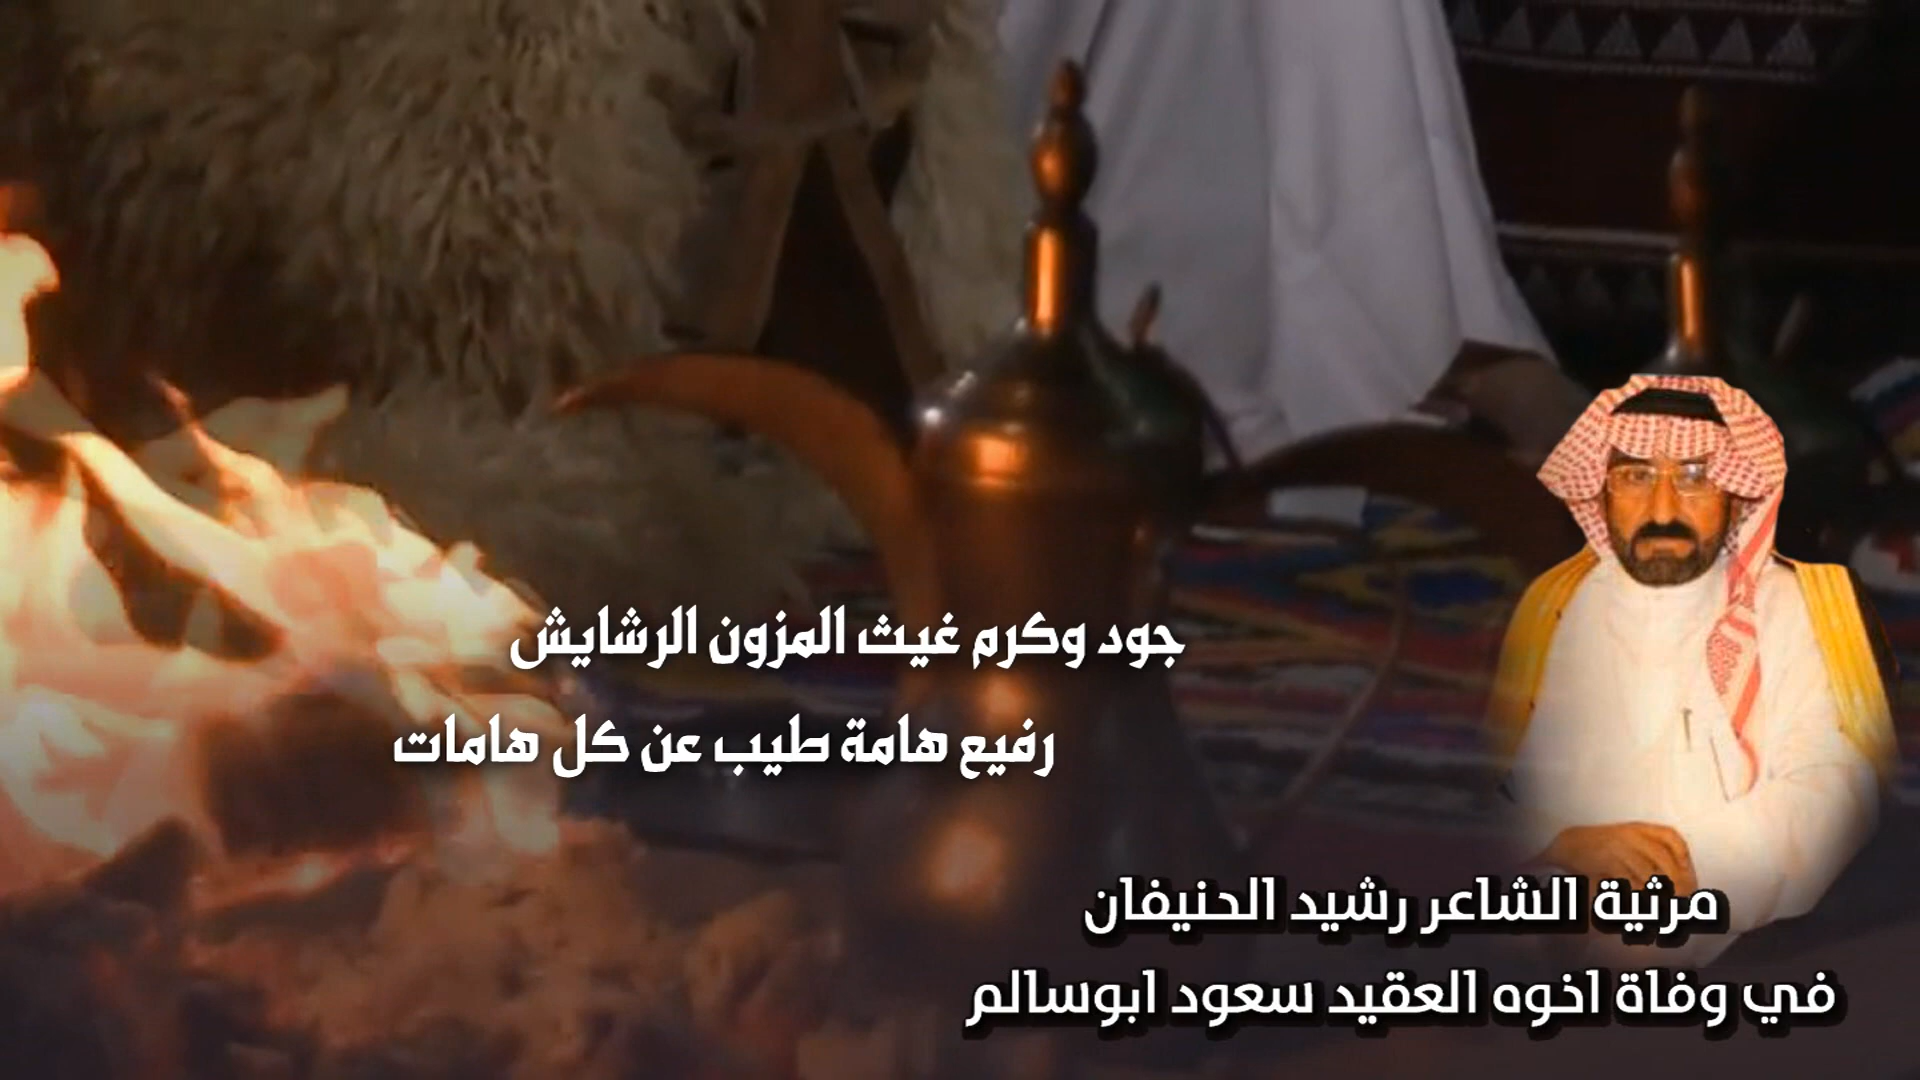 جود وكرم غيث المزون الرشايش
رفيع هامة طيب عن كل هامات
مرثية الشاعر رشيد الحنيفان
في وفاة اخوه العقيد سعود ابوسالم